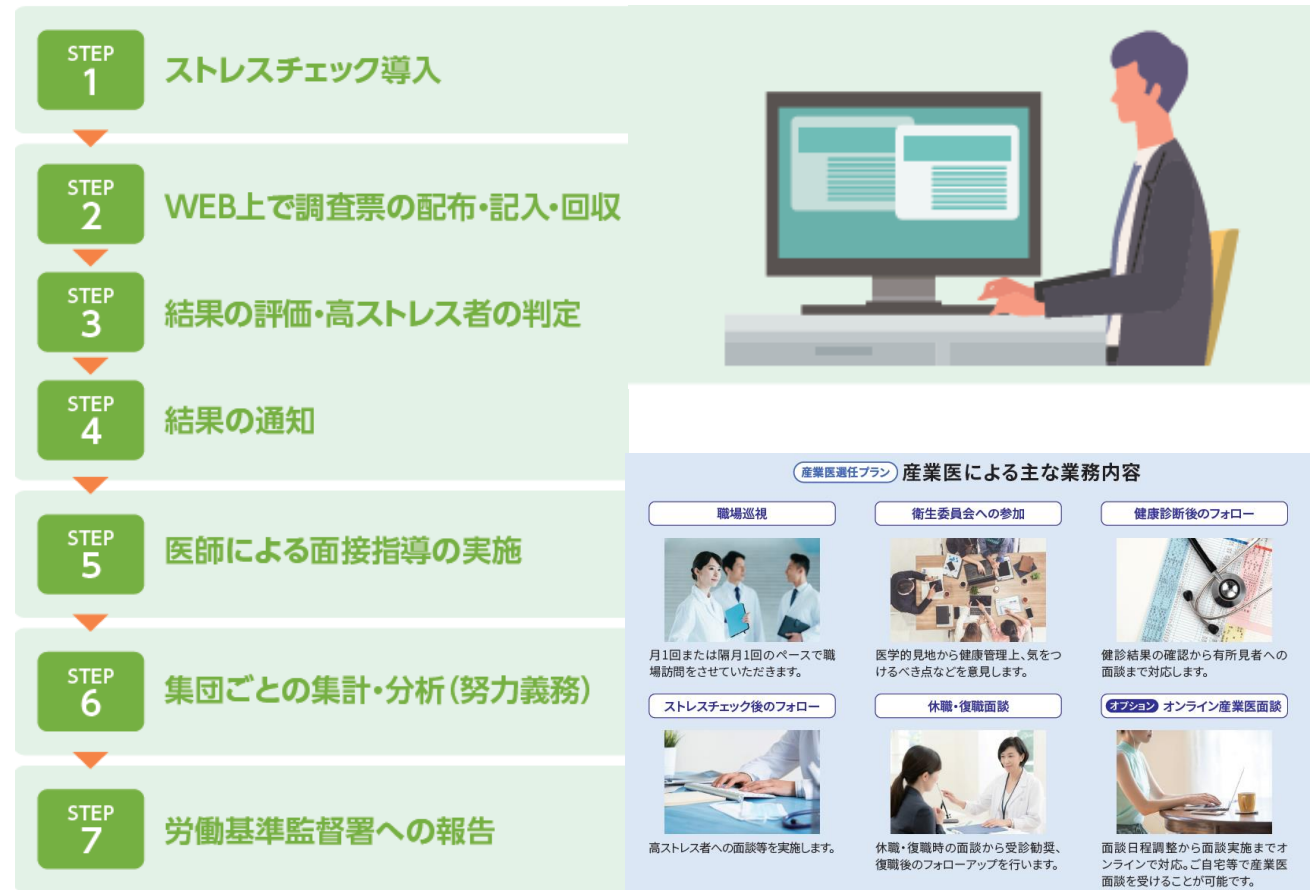 STEP
1
ストレスチェック導入
STEP
2
WEB上で調査票の配布・記入・回収
STEP
3
結果の評価・高ストレス者の判定
STEP
4
結果の通知
STEP
5
医師による面接指導の実施
STEP
6
集団ごとの集計・分析(努力義務)
STEP
7
労働基準監督署への報告
産業医選任プラン 産業医による主な業務内容
職場巡視
月1回または隔月1回のペースで職
場訪問をさせていただきます。
衛生委員会への参加
医学的見地から健康管理上、気をつ
けるべき点などを意見します。
健康診断後のフォロー
健診結果の確認から有所見者への
面談まで対応します。
ストレスチェック後のフォロー
高ストレス者への面談等を実施します。
休職・復職面談
休職・復職時の面談から受診勧奨、
復職後のフォローアップを行います。
オプション オンライン産業医面談
面談日程調整から面談実施までオ
ンラインで対応。ご自宅等で産業医
面談を受けることが可能です。